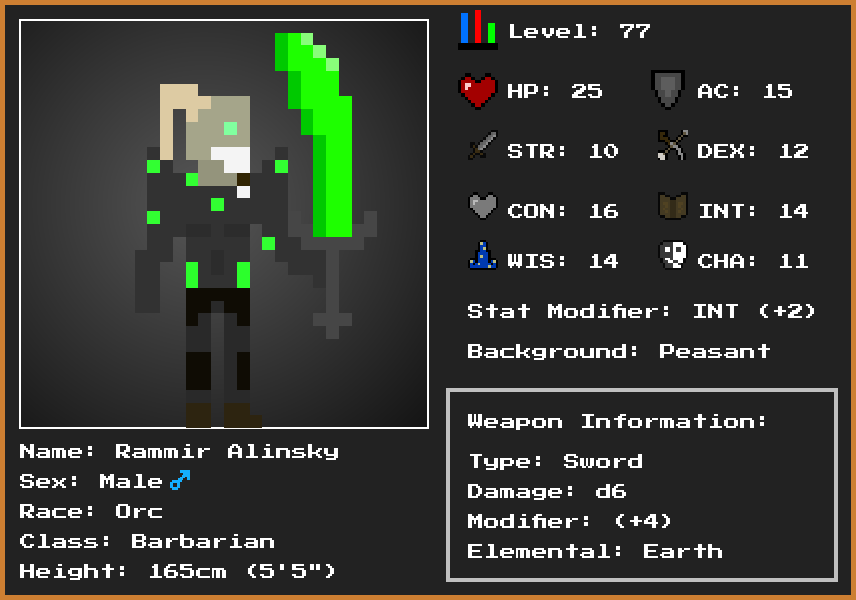 Level: 77
HP: 25 AC: 15
STR: 10 DEX: 12
CON: 16 INT: 14
WIS: 14 CHA: 11
Stat Modifier: INT (+2)
Background: Peasant
Weapon Information:
Type: Sword
Damage: d6
Modifier: (+4)
Elemental: Earth
Name: Rammir Alinsky
Sex: Male ♂
Race: Orc
Class: Barbarian
Height: 165cm (5'5")